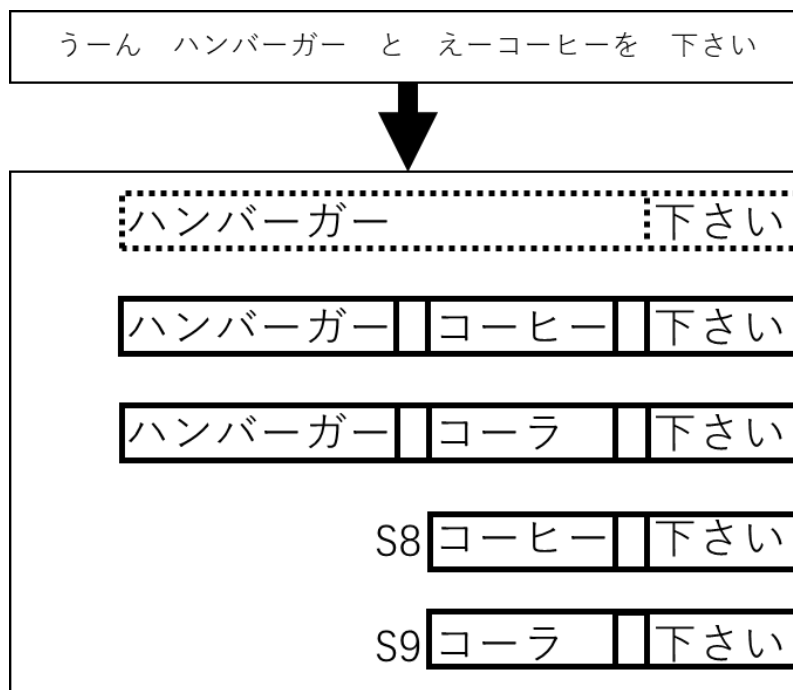 うーん　ハンバーガー　と　えーコーヒーを　下さい
ハンバーガー　下さい
ハンバーガー　コーヒー　下さい
ハンバーガー　コーラ　下さい
S8 コーヒー　下さい
S9 コーラ　下さい